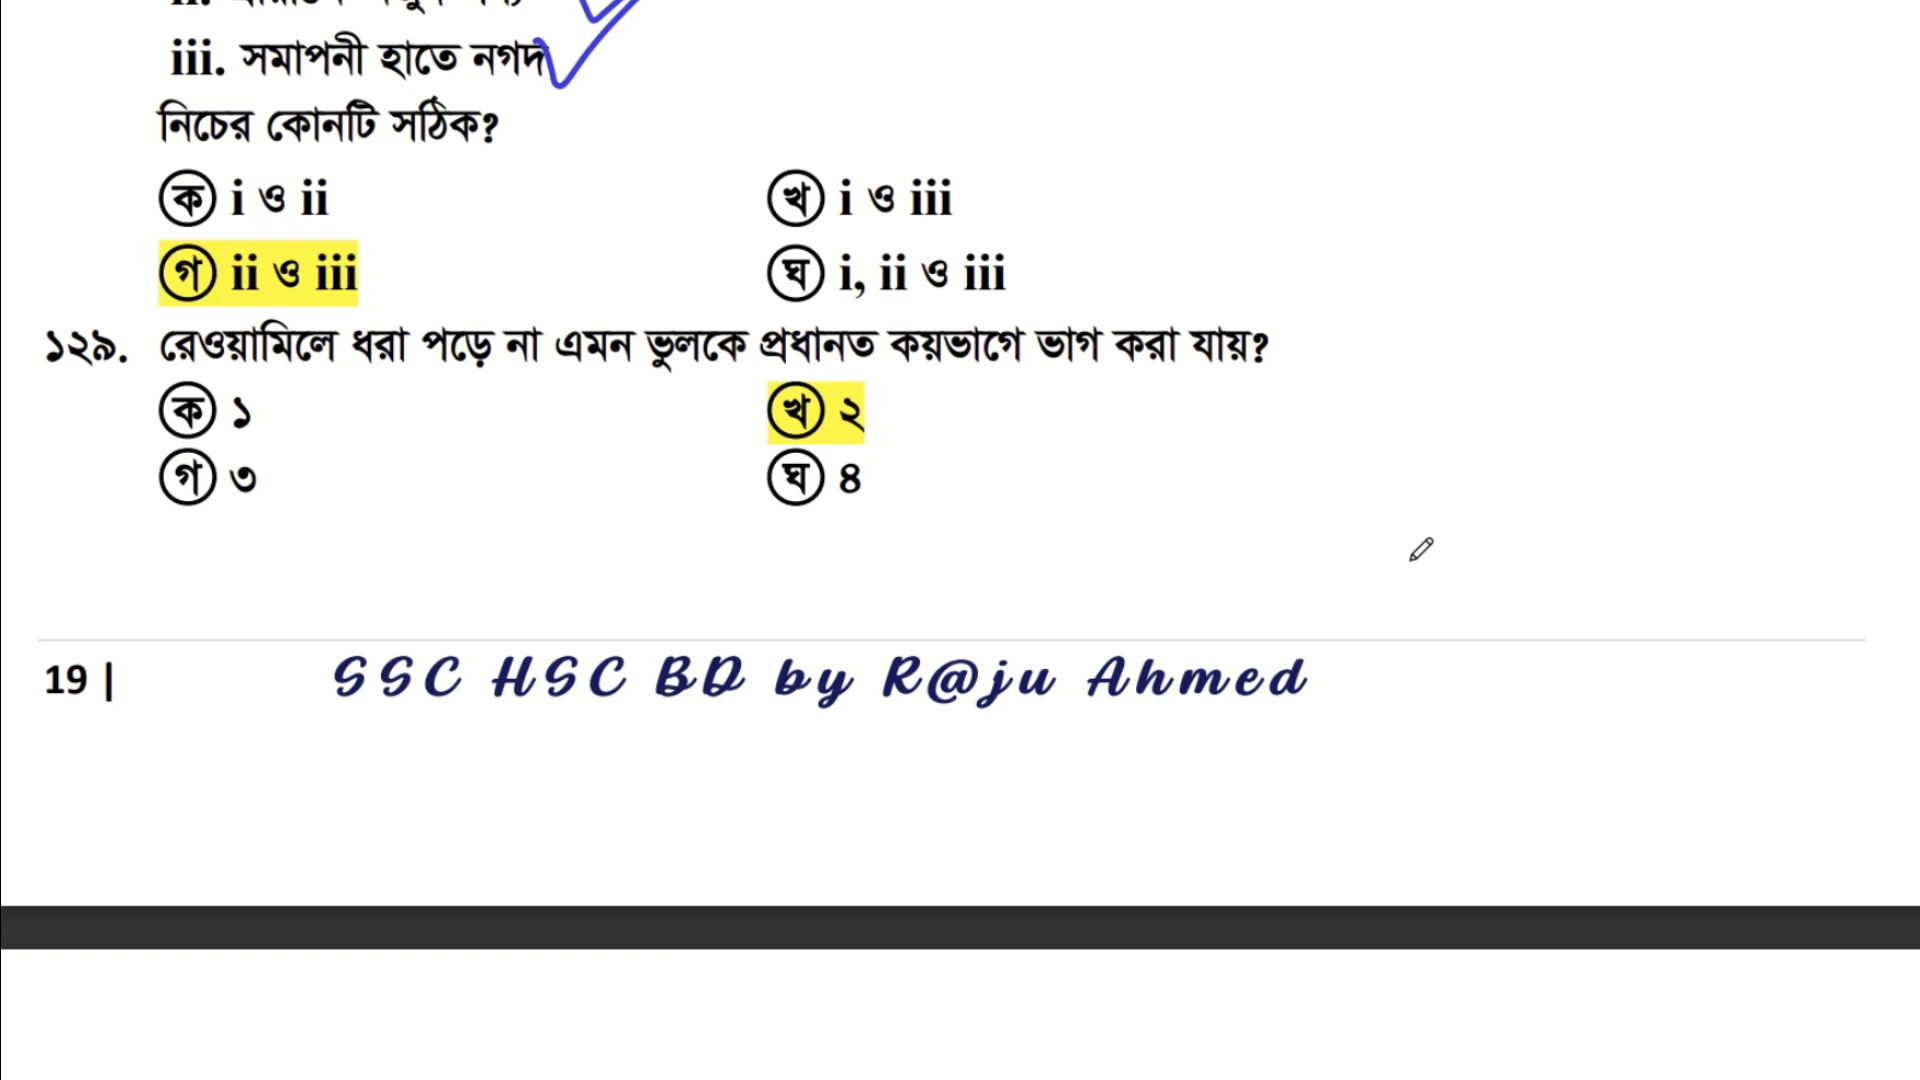 ii.
iii. সমাপনী হাতে নগদ
নিচের কোনটি সঠিক?
ক i ও ii
খ i ও iii
গ ii ও iii
ঘ i, ii ও iii
১২৯. রেওয়ামিলে ধরা পড়ে না এমন ভুলকে প্রধানত কয়ভাগে ভাগ করা যায়?
ক ১
খ ২
গ ৩
ঘ ৪
19 | SSC HSC BD by R@ju Ahmed